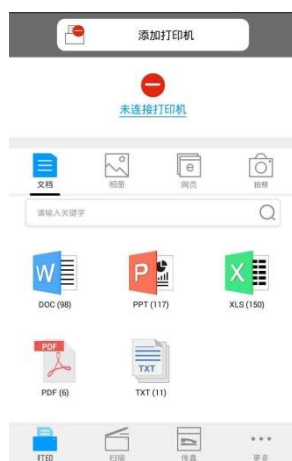 添加打印机
未连接打印机
文档 相册 网页 拍照
请输入关键字
W P X
DOC (98) PPT (117) XLS (150)
PDF TXT
PDF (6) TXT (11)
打印 扫描 传真 更多